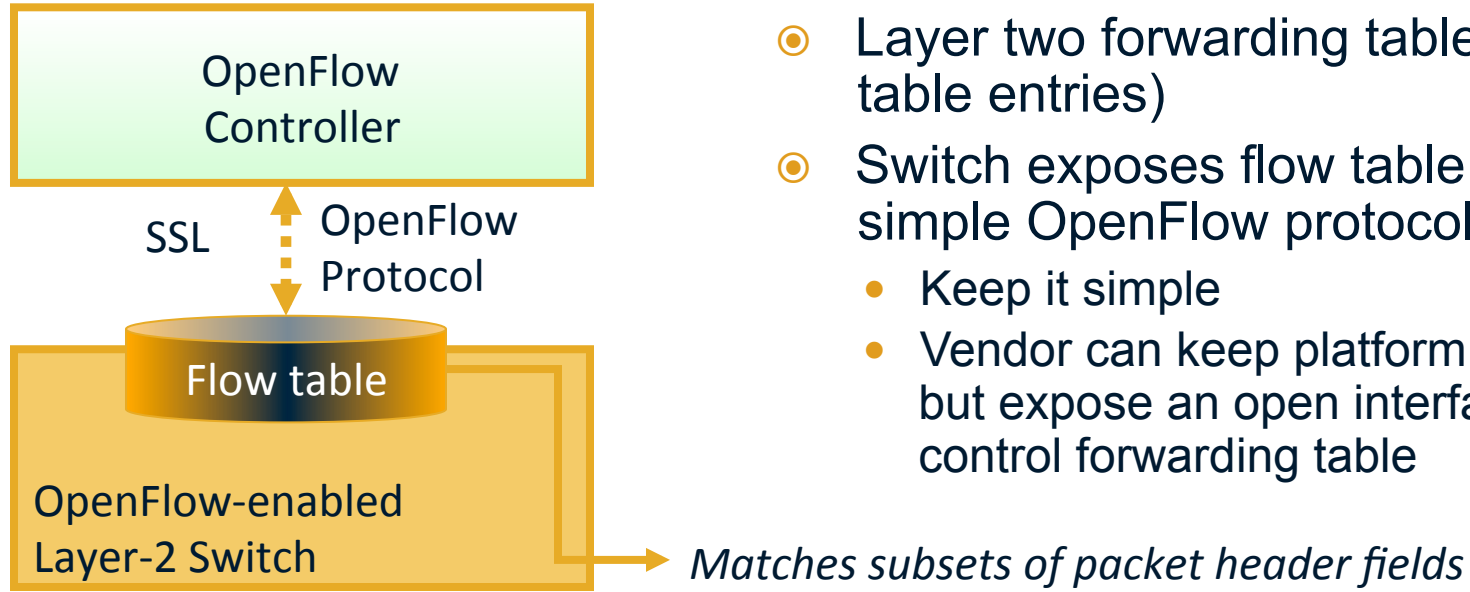 OpenFlow
Controller
SSL
OpenFlow
Protocol
Flow table
OpenFlow-enabled
Layer-2 Switch
Layer two forwarding table
table entries)
Switch exposes flow table
simple OpenFlow protocol
Keep it simple
Vendor can keep platform
but expose an open interfa
control forwarding table
Matches subsets of packet header fields